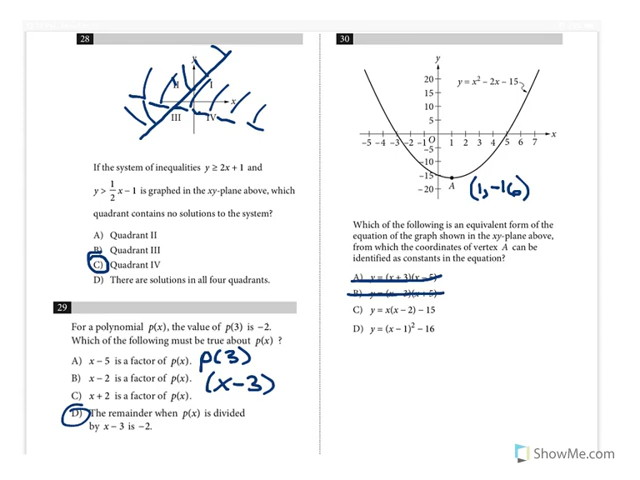 28
y
II
I
x
III
IV
If the system of inequalities y ≥ 2x + 1 and
y > 1/2 x − 1 is graphed in the xy-plane above, which
quadrant contains no solutions to the system?
A) Quadrant II
B) Quadrant III
C) Quadrant IV
D) There are solutions in all four quadrants.
29
For a polynomial p(x), the value of p(3) is −2.
Which of the following must be true about p(x) ?
A) x − 5 is a factor of p(x). p(3)
B) x − 2 is a factor of p(x). (x-3)
C) x + 2 is a factor of p(x).
D) The remainder when p(x) is divided
by x − 3 is −2.
30
y
20
15
10
5
y = x² − 2x − 15
-5 -4 -3 -2 -1 O 1 2 3 4 5 6 7 x
-5
-10
-15
-20
A
(1, -16)
Which of the following is an equivalent form of the
equation of the graph shown in the xy-plane above,
from which the coordinates of vertex A can be
identified as constants in the equation?
A) y = (x + 3)(x − 5)
B) y = (x − 3)(x + 5)
C) y = x(x − 2) − 15
D) y = (x − 1)² − 16
ShowMe.com